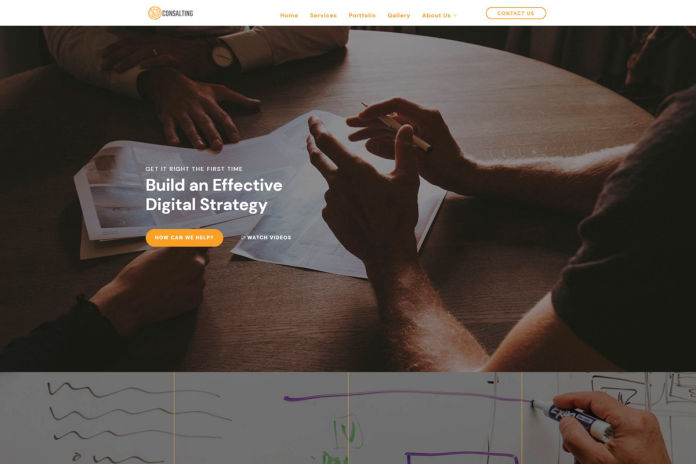 CONSALTING
Home Services Portfolio Gallery About Us
CONTACT US
GET IT RIGHT THE FIRST TIME
Build an Effective
Digital Strategy
HOW CAN WE HELP?
WATCH VIDEOS
EXPO